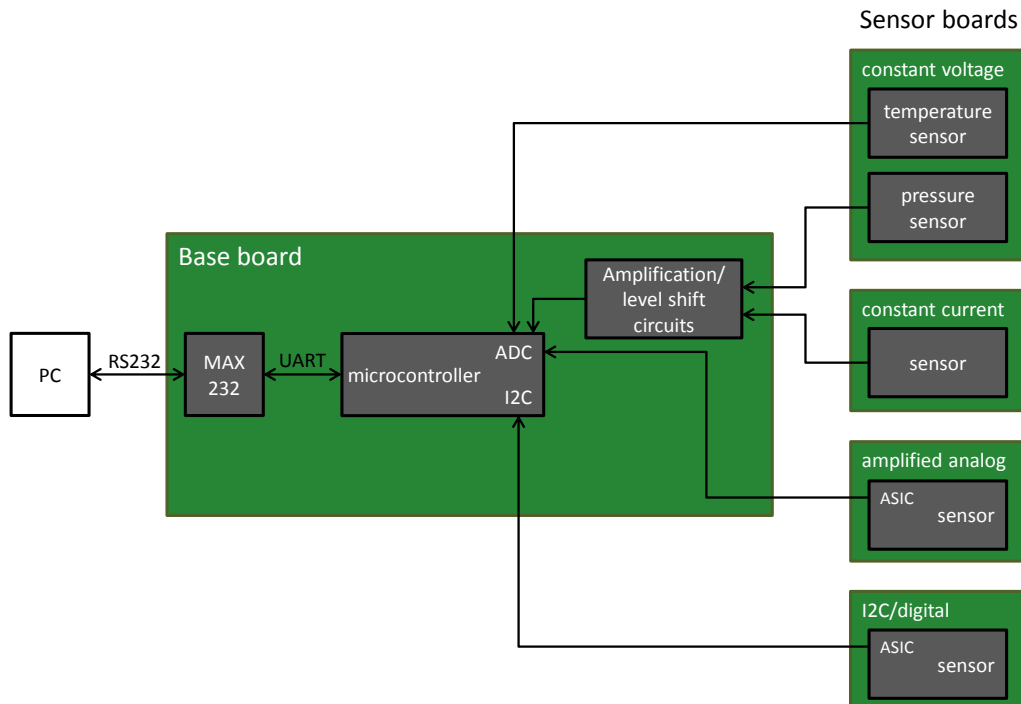 Sensor boards
constant voltage
temperature
sensor
pressure
sensor
Base board
Amplification/
level shift
circuits
constant current
sensor
PC
RS232
MAX
232
UART
microcontroller
ADC
I2C
amplified analog
ASIC
sensor
I2C/digital
ASIC
sensor